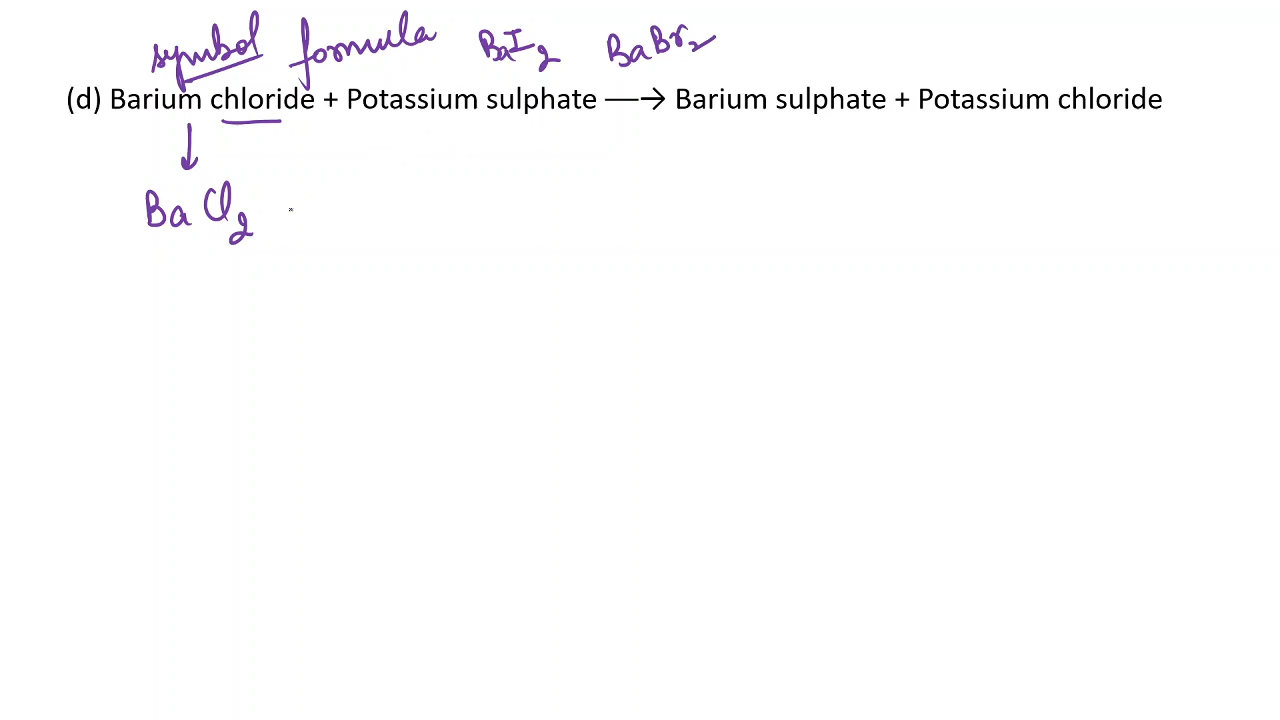 symbol formula BaI2 BaBr2
(d) Barium chloride + Potassium sulphate ⟶ Barium sulphate + Potassium chloride
BaCl2